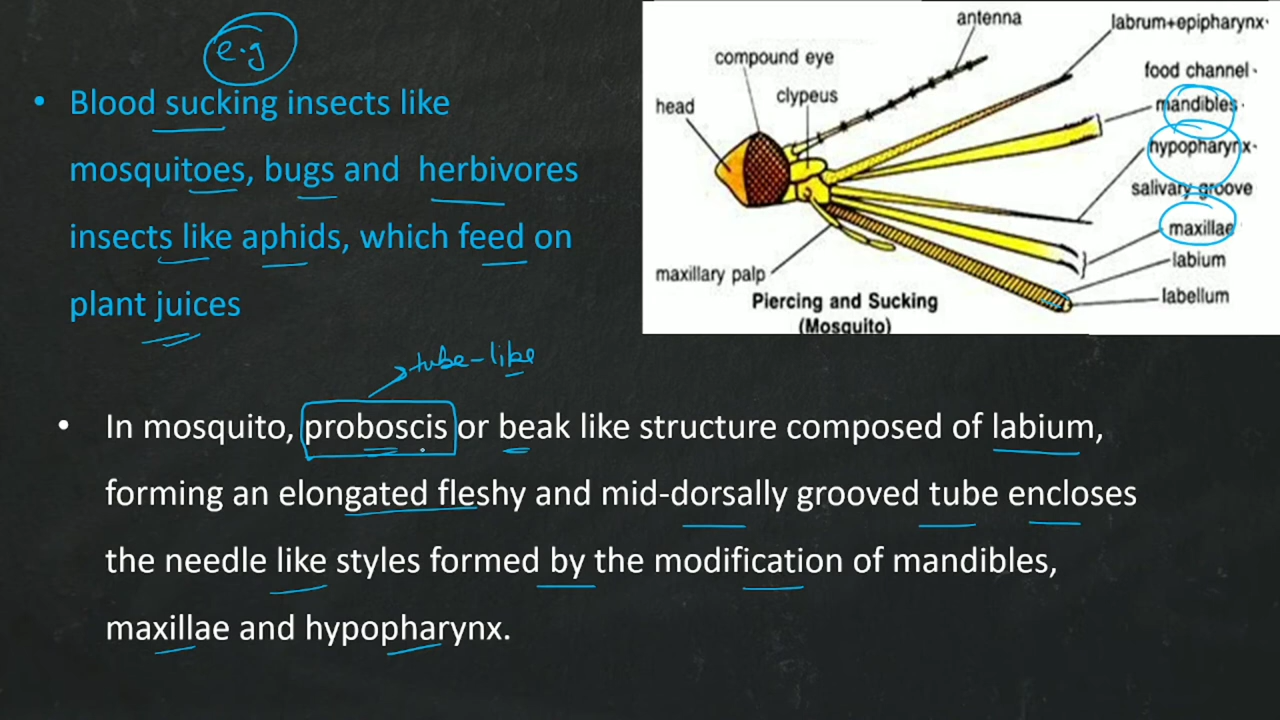 e.g
• Blood sucking insects like
mosquitoes, bugs and herbivores
insects like aphids, which feed on
plant juices
antenna
labrum+epipharynx
compound eye
food channel
clypeus
head
mandibles
hypopharynx
salivary groove
maxillae
labium
maxillary palp
labellum
Piercing and Sucking
(Mosquito)
tube-like
• In mosquito, proboscis or beak like structure composed of labium,
forming an elongated fleshy and mid-dorsally grooved tube encloses
the needle like styles formed by the modification of mandibles,
maxillae and hypopharynx.